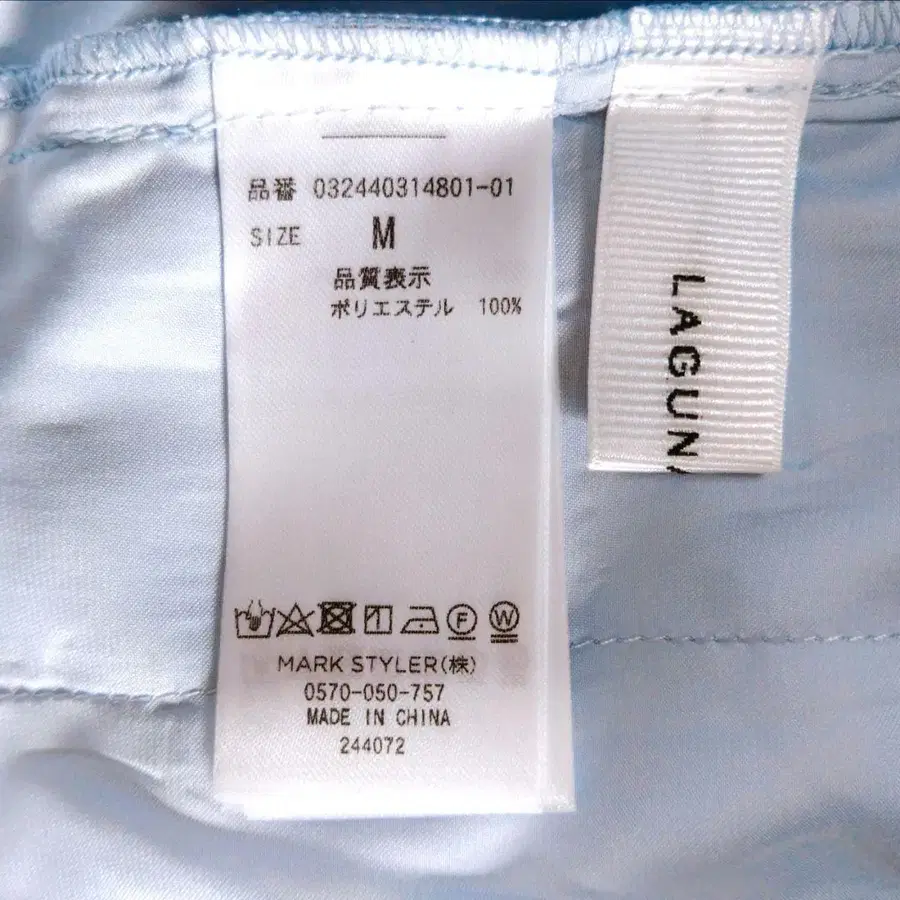 品番 032440314801-01
SIZE M
品質表示
ポリエステル 100%
F W
MARK STYLER(株)
0570-050-757
MADE IN CHINA
244072
LAGUN